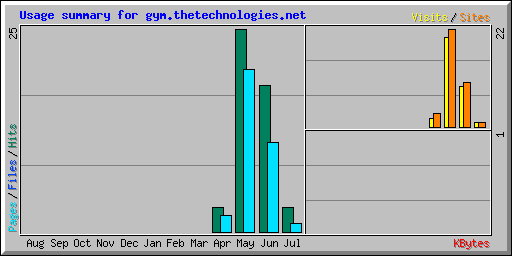 Usage summary for gym.thetechnologies.net
Visits/Sites
25
22
Pages/Files/Hits
1
Aug Sep Oct Nov Dec Jan Feb Mar Apr May Jun Jul
KBytes